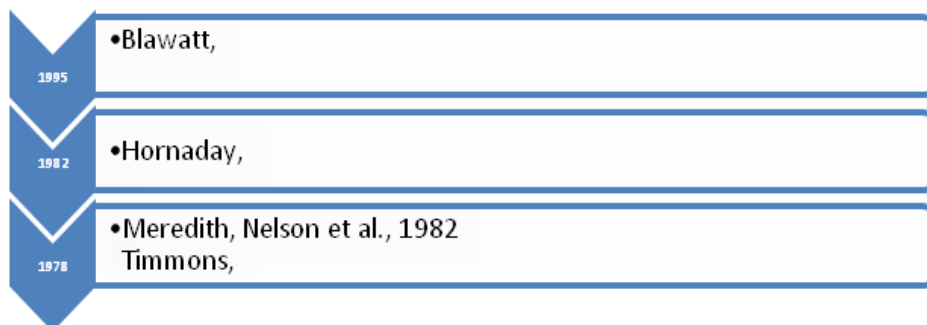 1995
•Blawatt,
1982
•Hornaday,
1978
•Meredith, Nelson et al., 1982
Timmons,